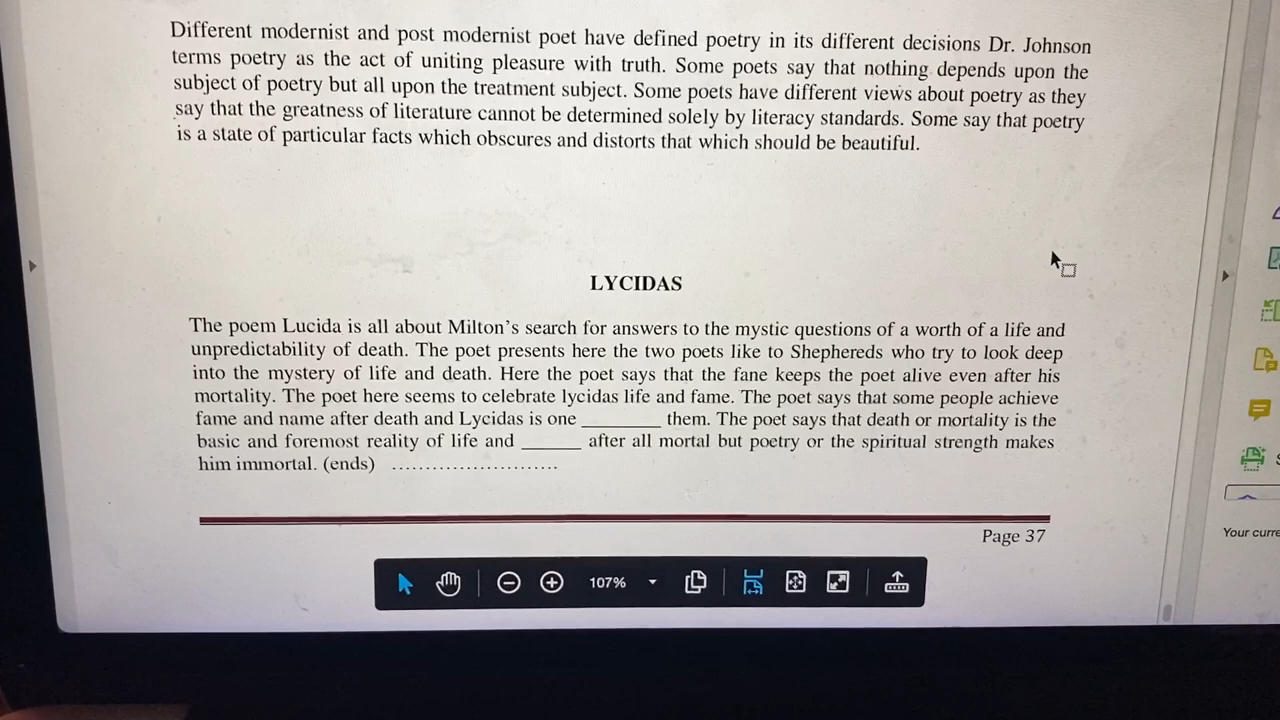 Different modernist and post modernist poet have defined poetry in its different decisions Dr. Johnson
terms poetry as the act of uniting pleasure with truth. Some poets say that nothing depends upon the
subject of poetry but all upon the treatment subject. Some poets have different views about poetry as they
say that the greatness of literature cannot be determined solely by literacy standards. Some say that poetry
is a state of particular facts which obscures and distorts that which should be beautiful.
LYCIDAS
The poem Lucida is all about Milton's search for answers to the mystic questions of a worth of a life and
unpredictability of death. The poet presents here the two poets like to Shephereds who try to look deep
into the mystery of life and death. Here the poet says that the fane keeps the poet alive even after his
mortality. The poet here seems to celebrate lycidas life and fame. The poet says that some people achieve
fame and name after death and Lycidas is one ________ them. The poet says that death or mortality is the
basic and foremost reality of life and ______ after all mortal but poetry or the spiritual strength makes
him immortal. (ends) .........................
Page 37
107%
Your curre